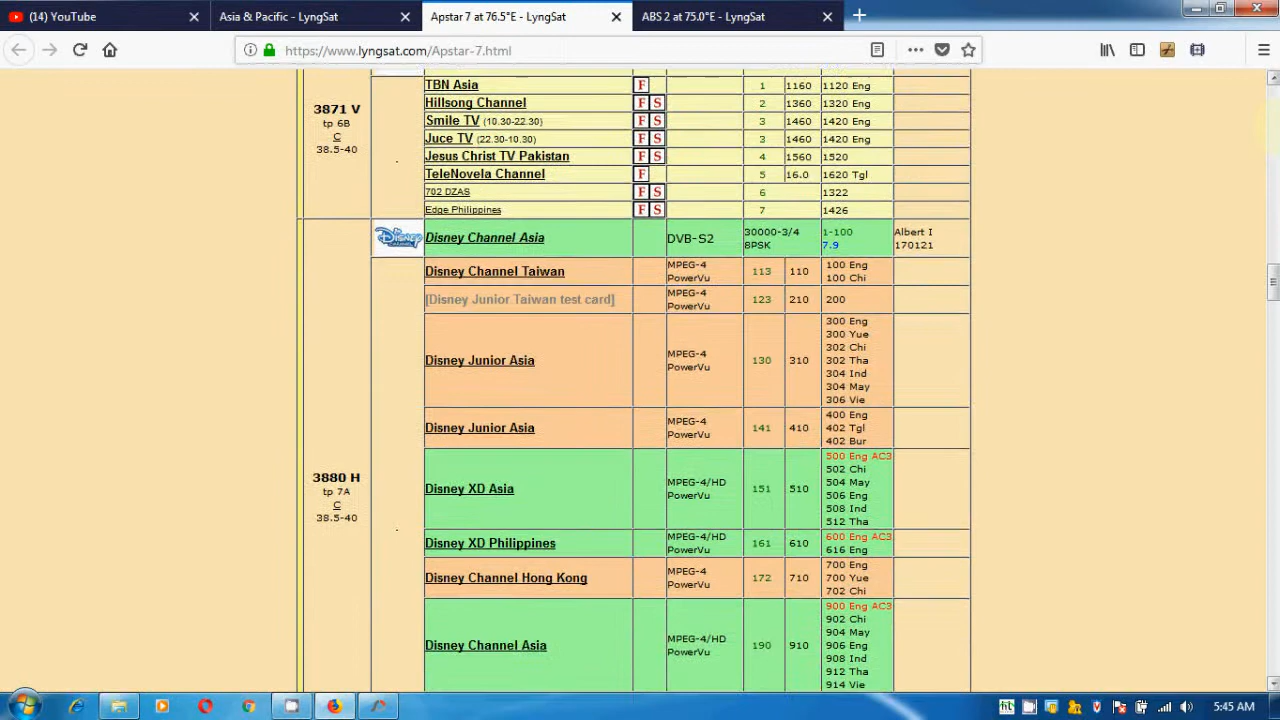 (14) YouTube
Asia & Pacific - LyngSat
Apstar 7 at 76.5°E - LyngSat
ABS 2 at 75.0°E - LyngSat
https://www.lyngsat.com/Apstar-7.html
3871 V
tp 6B
C
38.5-40
TBN Asia F 1 1160 1120 Eng
Hillsong Channel F S 2 1360 1320 Eng
Smile TV (10.30-22.30) 3 1460 1420 Eng F S
Juce TV (22.30-10.30) F S 3 1460 1420 Eng
Jesus Christ TV Pakistan F S 4 1560 1520
TeleNovela Channel F 5 16.0 1620 Tgl
702 DZAS F S 6 1322
Edge Philippines F S 7 1426
3880 H
tp 7A
C
38.5-40
Disney Channel
Disney Channel Asia DVB-S2 30000-3/4 1-100 Albert I
8PSK 7.9 170121
Disney Channel Taiwan MPEG-4 PowerVu 113 110 100 Eng
100 Chi
[Disney Junior Taiwan test card] MPEG-4 PowerVu 123 210 200
Disney Junior Asia MPEG-4 PowerVu 130 310 300 Eng
300 Yue
302 Chi
302 Tha
304 Ind
304 May
306 Vie
Disney Junior Asia MPEG-4 PowerVu 141 410 400 Eng
402 Tgl
402 Bur
Disney XD Asia MPEG-4/HD PowerVu 151 510 500 Eng AC3
502 Chi
504 May
506 Eng
508 Ind
512 Tha
Disney XD Philippines MPEG-4/HD PowerVu 161 610 600 Eng AC3
616 Eng
Disney Channel Hong Kong MPEG-4 PowerVu 172 710 700 Eng
700 Yue
702 Chi
Disney Channel Asia MPEG-4/HD PowerVu 190 910 900 Eng AC3
902 Chi
904 May
906 Eng
908 Ind
912 Tha
914 Vie
5:45 AM